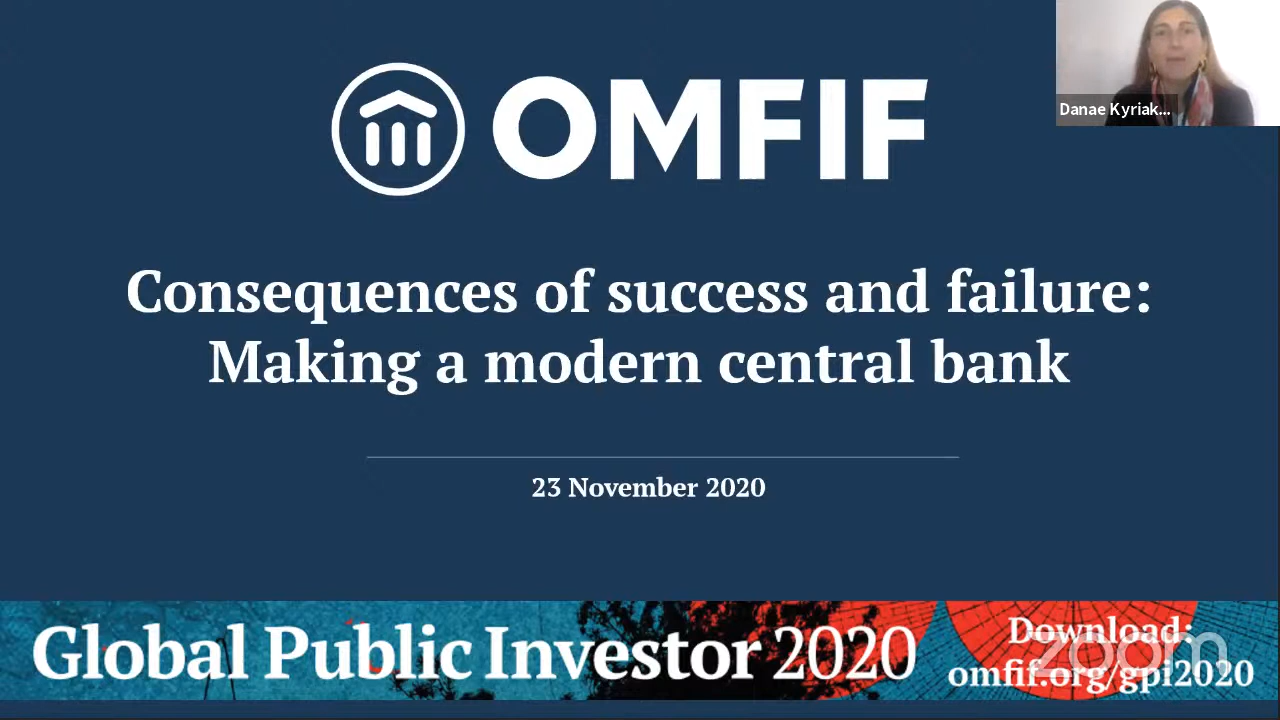 OMFIF
Danae Kyriak...
Consequences of success and failure:
Making a modern central bank
23 November 2020
Global Public Investor 2020
Download:
omfif.org/gpi2020
zoom